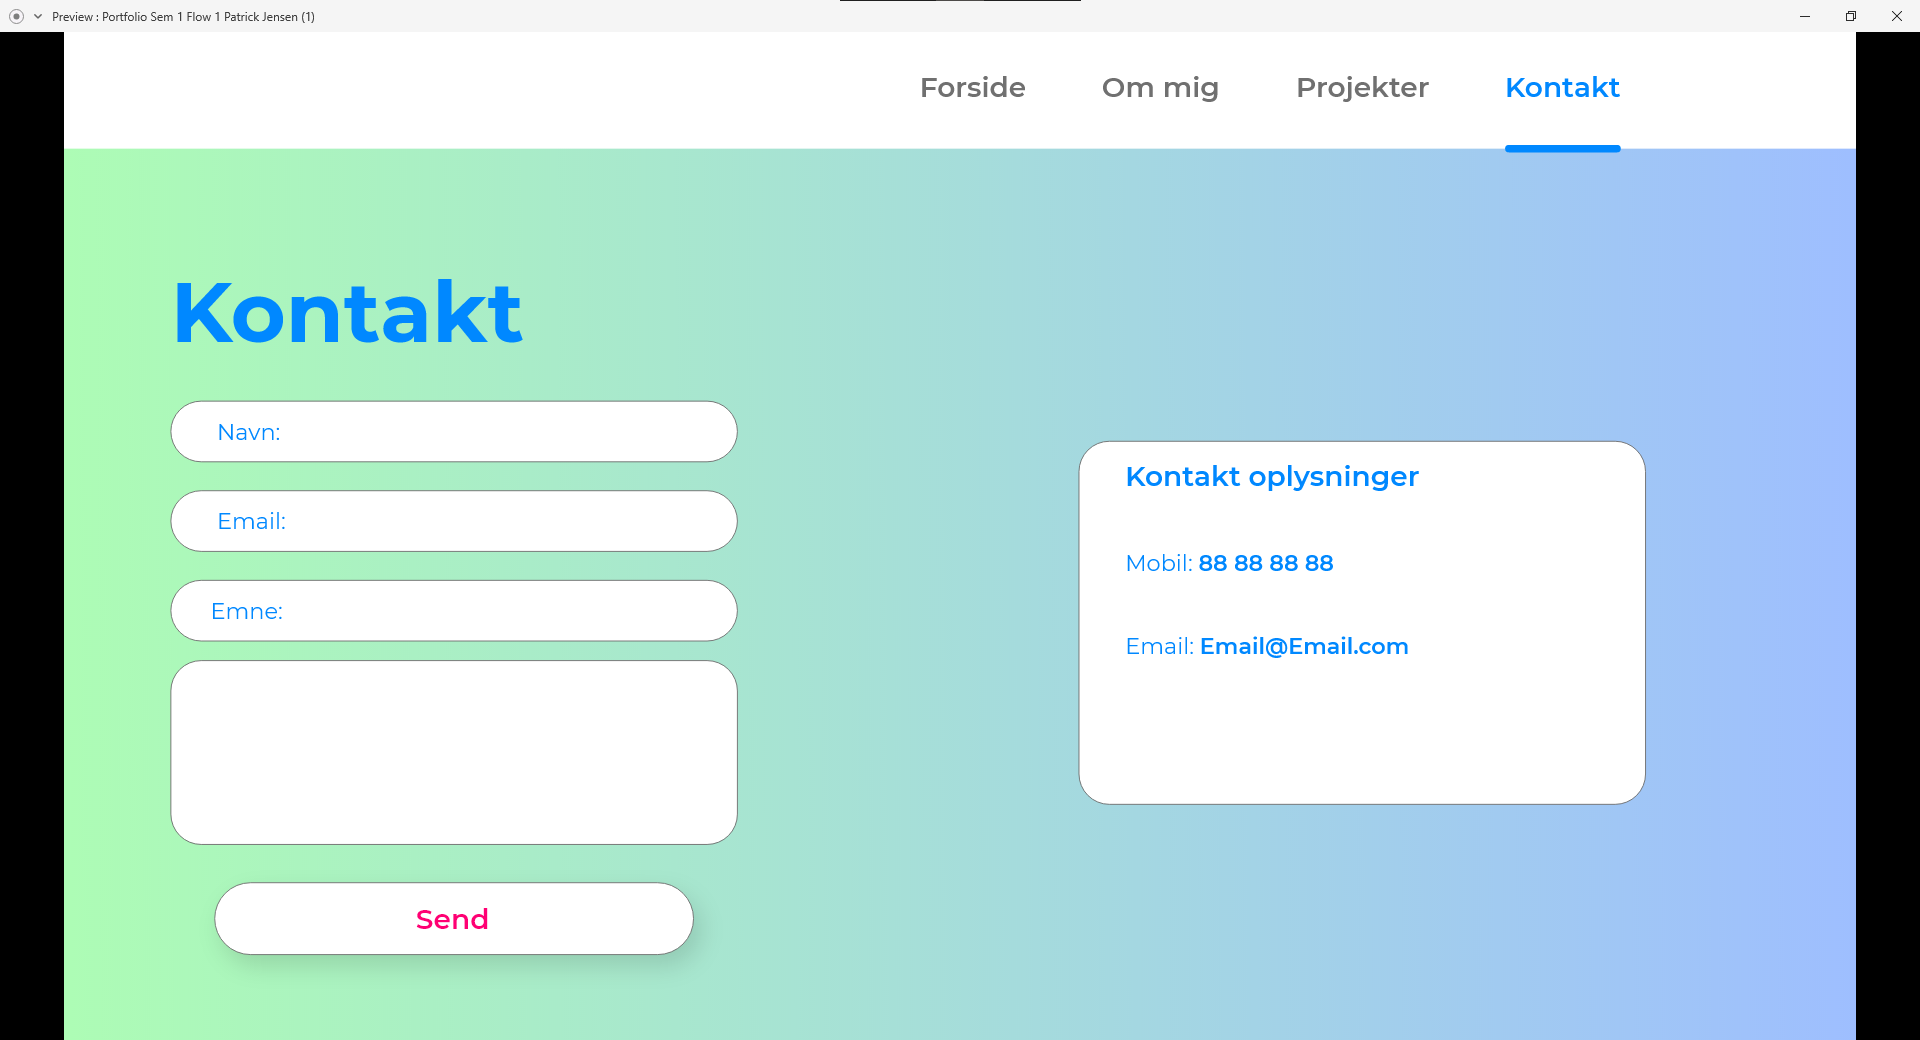 Preview : Portfolio Sem 1 Flow 1 Patrick Jensen (1)
Forside Om mig Projekter Kontakt
Kontakt
Navn:
Email:
Emne:
Send
Kontakt oplysninger
Mobil: 88 88 88 88
Email: Email@Email.com